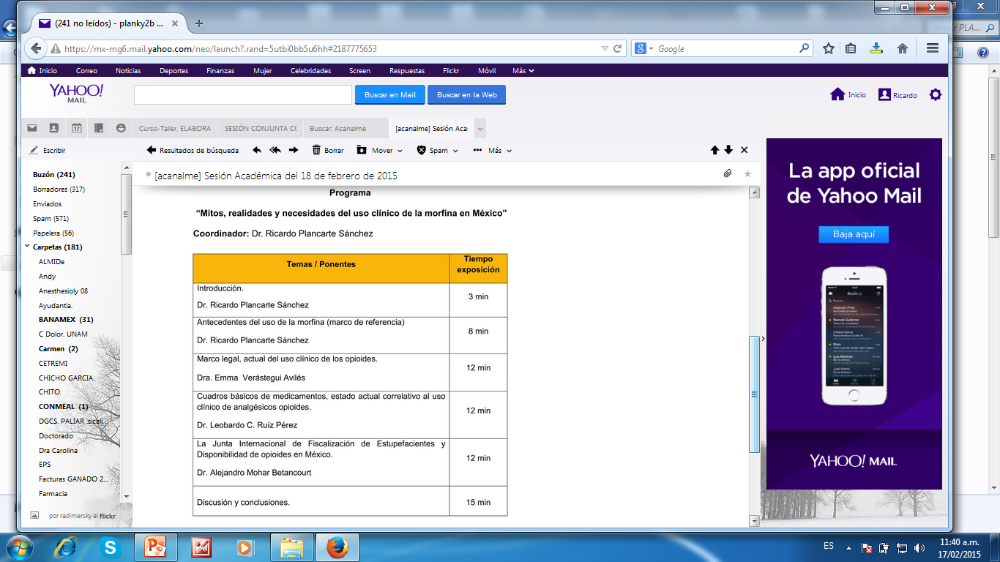 (241 no leídos) - planky2b ...
https://mx-mg6.mail.yahoo.com/neo/launch?.rand=5utbi0bb5u6hh#2187775653
Google
Inicio Correo Noticias Deportes Finanzas Mujer Celebridades Screen Respuestas Flickr Móvil Más
YAHOO! MAIL
Buscar en Mail
Buscar en la Web
Inicio
Ricardo
17
Curso-Taller, ELABORA
SESIÓN CONJUNTA CO
Buscar: Acanalme
[acanalme] Sesión Aca
Escribir
Resultados de búsqueda
Borrar
Mover
Spam
Más
Buzón (241)
Borradores (317)
Enviados
Spam (571)
Papelera (56)
Carpetas (181)
ALMIDe
Andy
Anesthesioly 08
Ayudantia.
BANAMEX (31)
C Dolor. UNAM
Carmen (2)
CETREMI
CHICHO GARCIA.
CHITO.
CONMEAL (1)
DGCS. PALIAR .sicali...
Doctorado
Dra Carolina
EPS
Facturas GANADO 2...
Farmacia
por radimersky el flickr
[acanalme] Sesión Académica del 18 de febrero de 2015
Programa
“Mitos, realidades y necesidades del uso clínico de la morfina en México”
Coordinador: Dr. Ricardo Plancarte Sánchez
Temas / Ponentes
Tiempo
exposición
Introducción.
Dr. Ricardo Plancarte Sánchez
3 min
Antecedentes del uso de la morfina (marco de referencia)
Dr. Ricardo Plancarte Sánchez
8 min
Marco legal, actual del uso clínico de los opioides.
Dra. Emma Verástegui Avilés
12 min
Cuadros básicos de medicamentos, estado actual correlativo al uso
clínico de analgésicos opioides.
Dr. Leobardo C. Ruíz Pérez
12 min
La Junta Internacional de Fiscalización de Estupefacientes y
Disponibilidad de opioides en México.
Dr. Alejandro Mohar Betancourt
12 min
Discusión y conclusiones.
15 min
La app oficial
de Yahoo Mail
Baja aquí
YAHOO! MAIL
ES
11:40 a.m.
17/02/2015